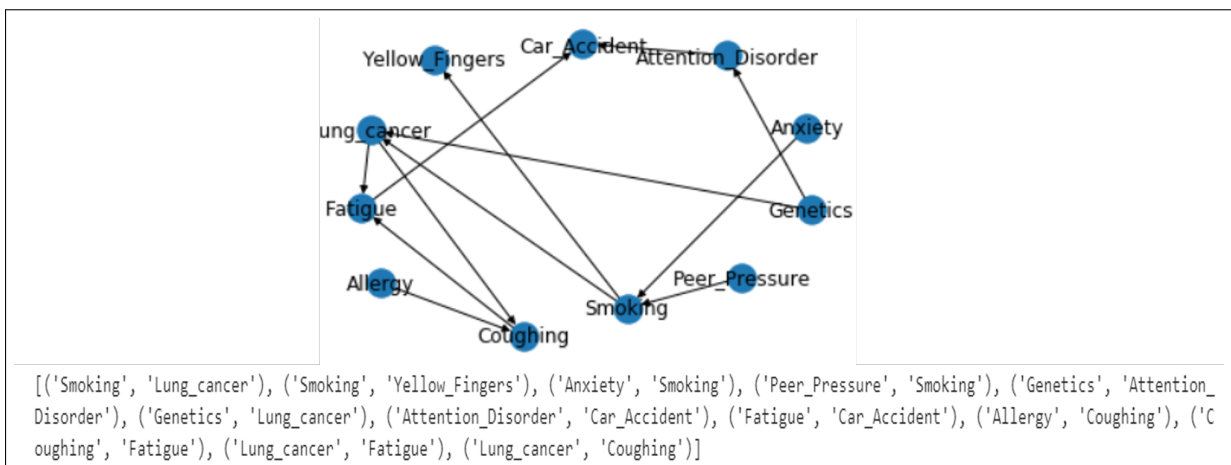 Car_Accident
Yellow_Fingers
Attention_Disorder
ung_cancer
Anxiety
Fatigue
Genetics
Allergy
Peer_Pressure
Smoking
Coughing
[('Smoking', 'Lung_cancer'), ('Smoking', 'Yellow_Fingers'), ('Anxiety', 'Smoking'), ('Peer_Pressure', 'Smoking'), ('Genetics', 'Attention_
Disorder'), ('Genetics', 'Lung_cancer'), ('Attention_Disorder', 'Car_Accident'), ('Fatigue', 'Car_Accident'), ('Allergy', 'Coughing'), ('C
oughing', 'Fatigue'), ('Lung_cancer', 'Fatigue'), ('Lung_cancer', 'Coughing')]